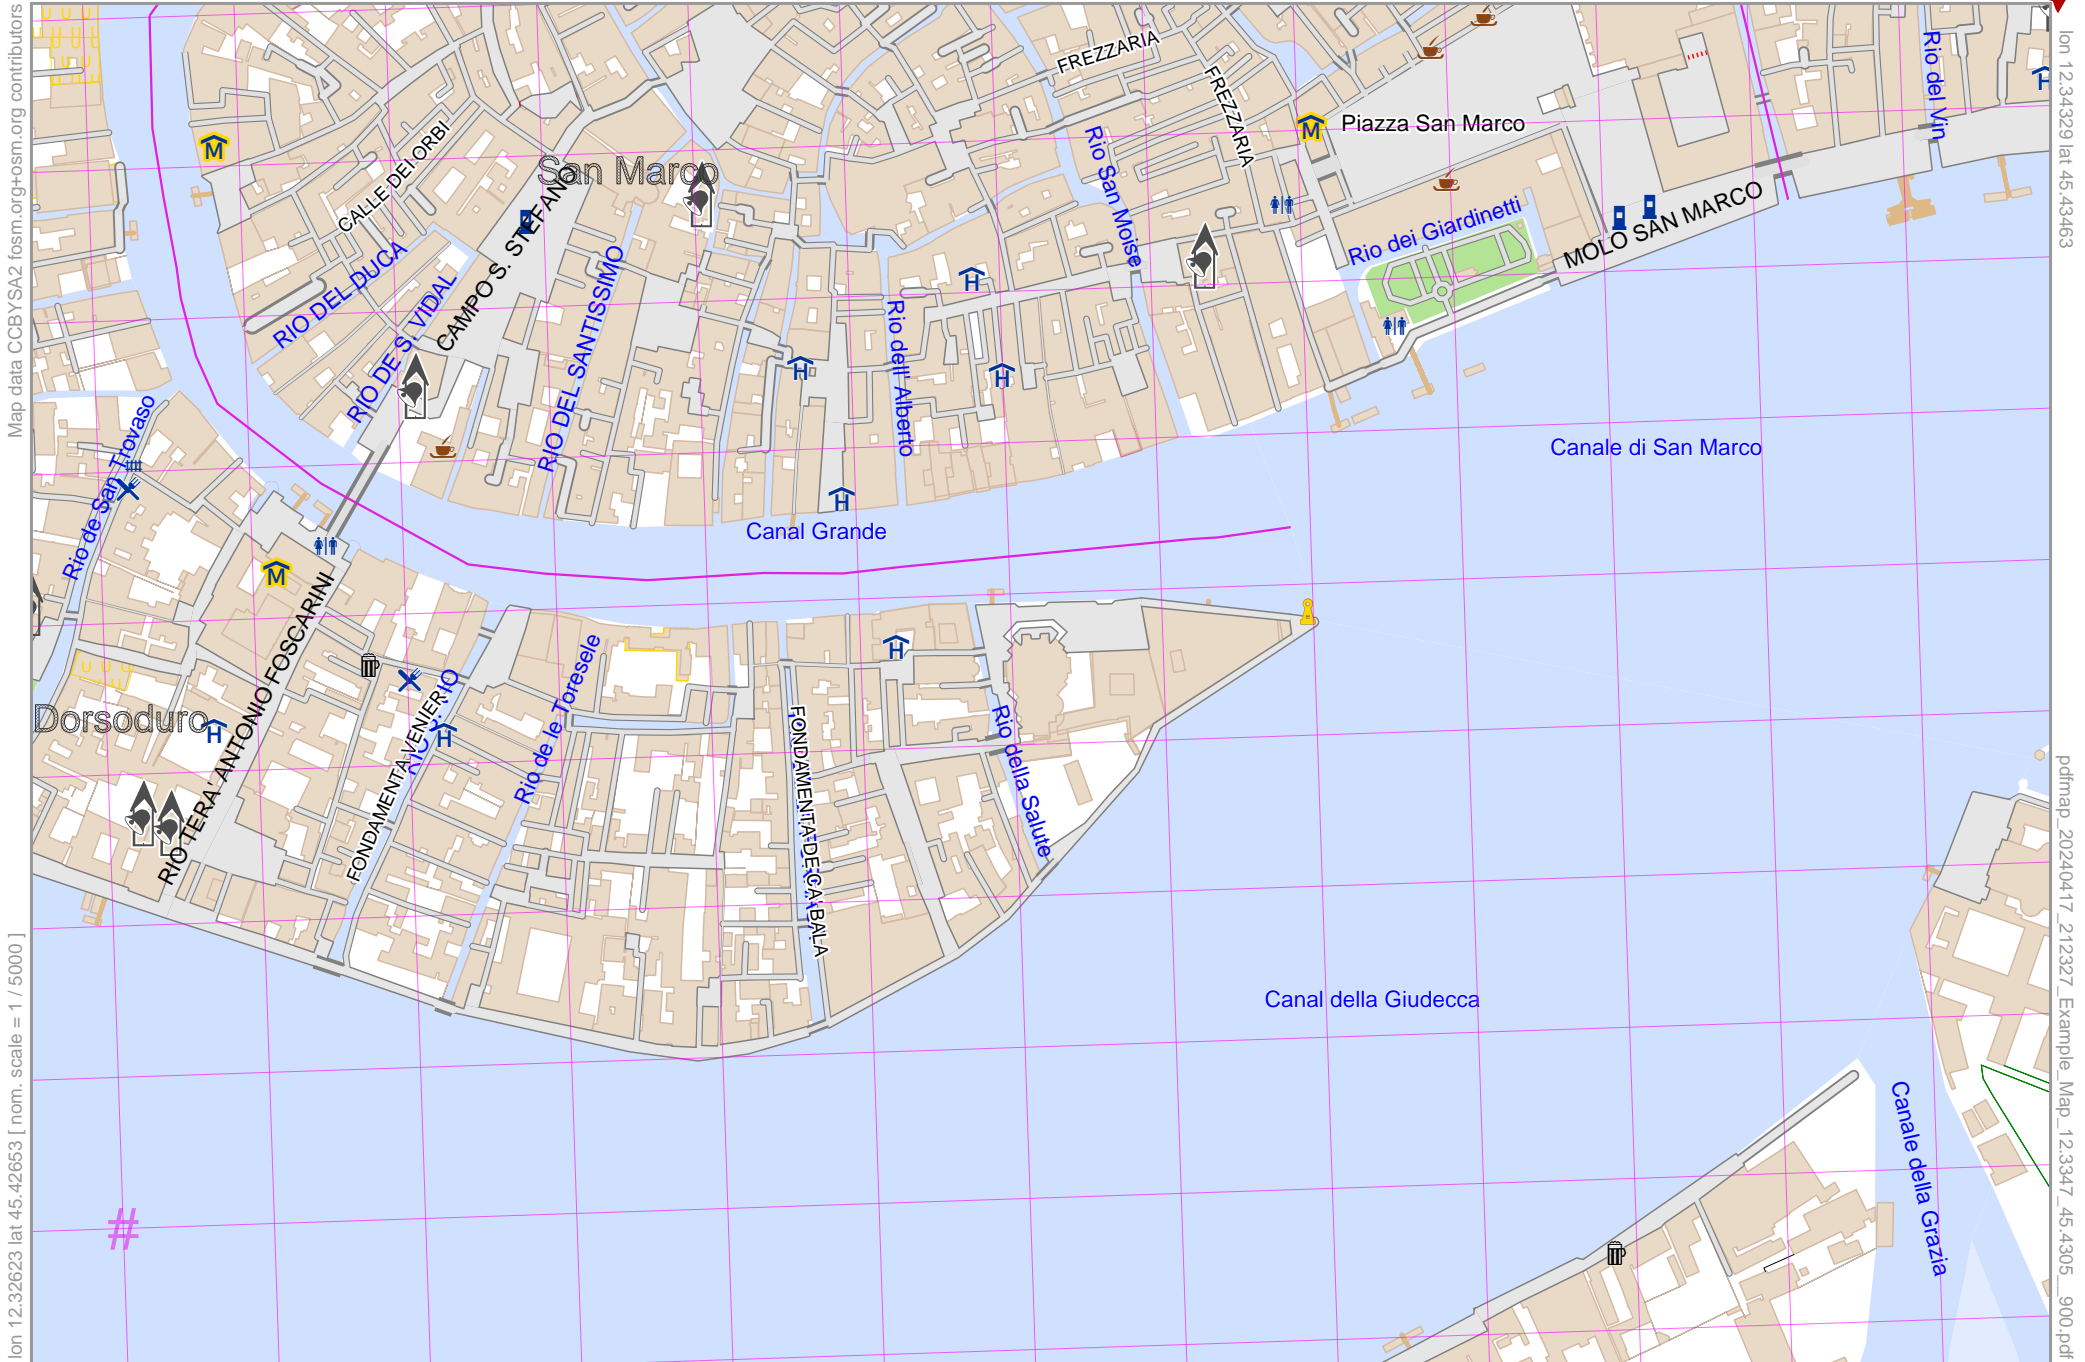 Map data CCBYSA2 fosm.org+osm.org contributors
lon 12.32623 lat 45.42653 [ nom. scale = 1 / 5000 ]
lon 12.34329 lat 45.43463
pdfmap_20240417_212327_Example_Map_12.3347_45.4305__900.pdf
FREZZARIA
FREZZARIA
Rio del Vin
M
Piazza San Marco
M
CALLE DEI ORBI
San Marco
Rio San Moise
MOLO SAN MARCO
Rio dei Giardinetti
RIO DEL DUCA
RIO DE S. VIDAL
CAMPO S. STEFANO
RIO DEL SANTISSIMO
Rio dell' Alberto
H
H
H
H
H
Rio de San Trovaso
Canale di San Marco
Canal Grande
M
RIO TERA ANTONIO FOSCARINI
H
Dorsoduro
H
H
FONDAMENTA VENIER
Rio de le Toresele
FONDAMENTA DE CA' BALA
Rio della Salute
Canal della Giudecca
Canale della Grazia
#